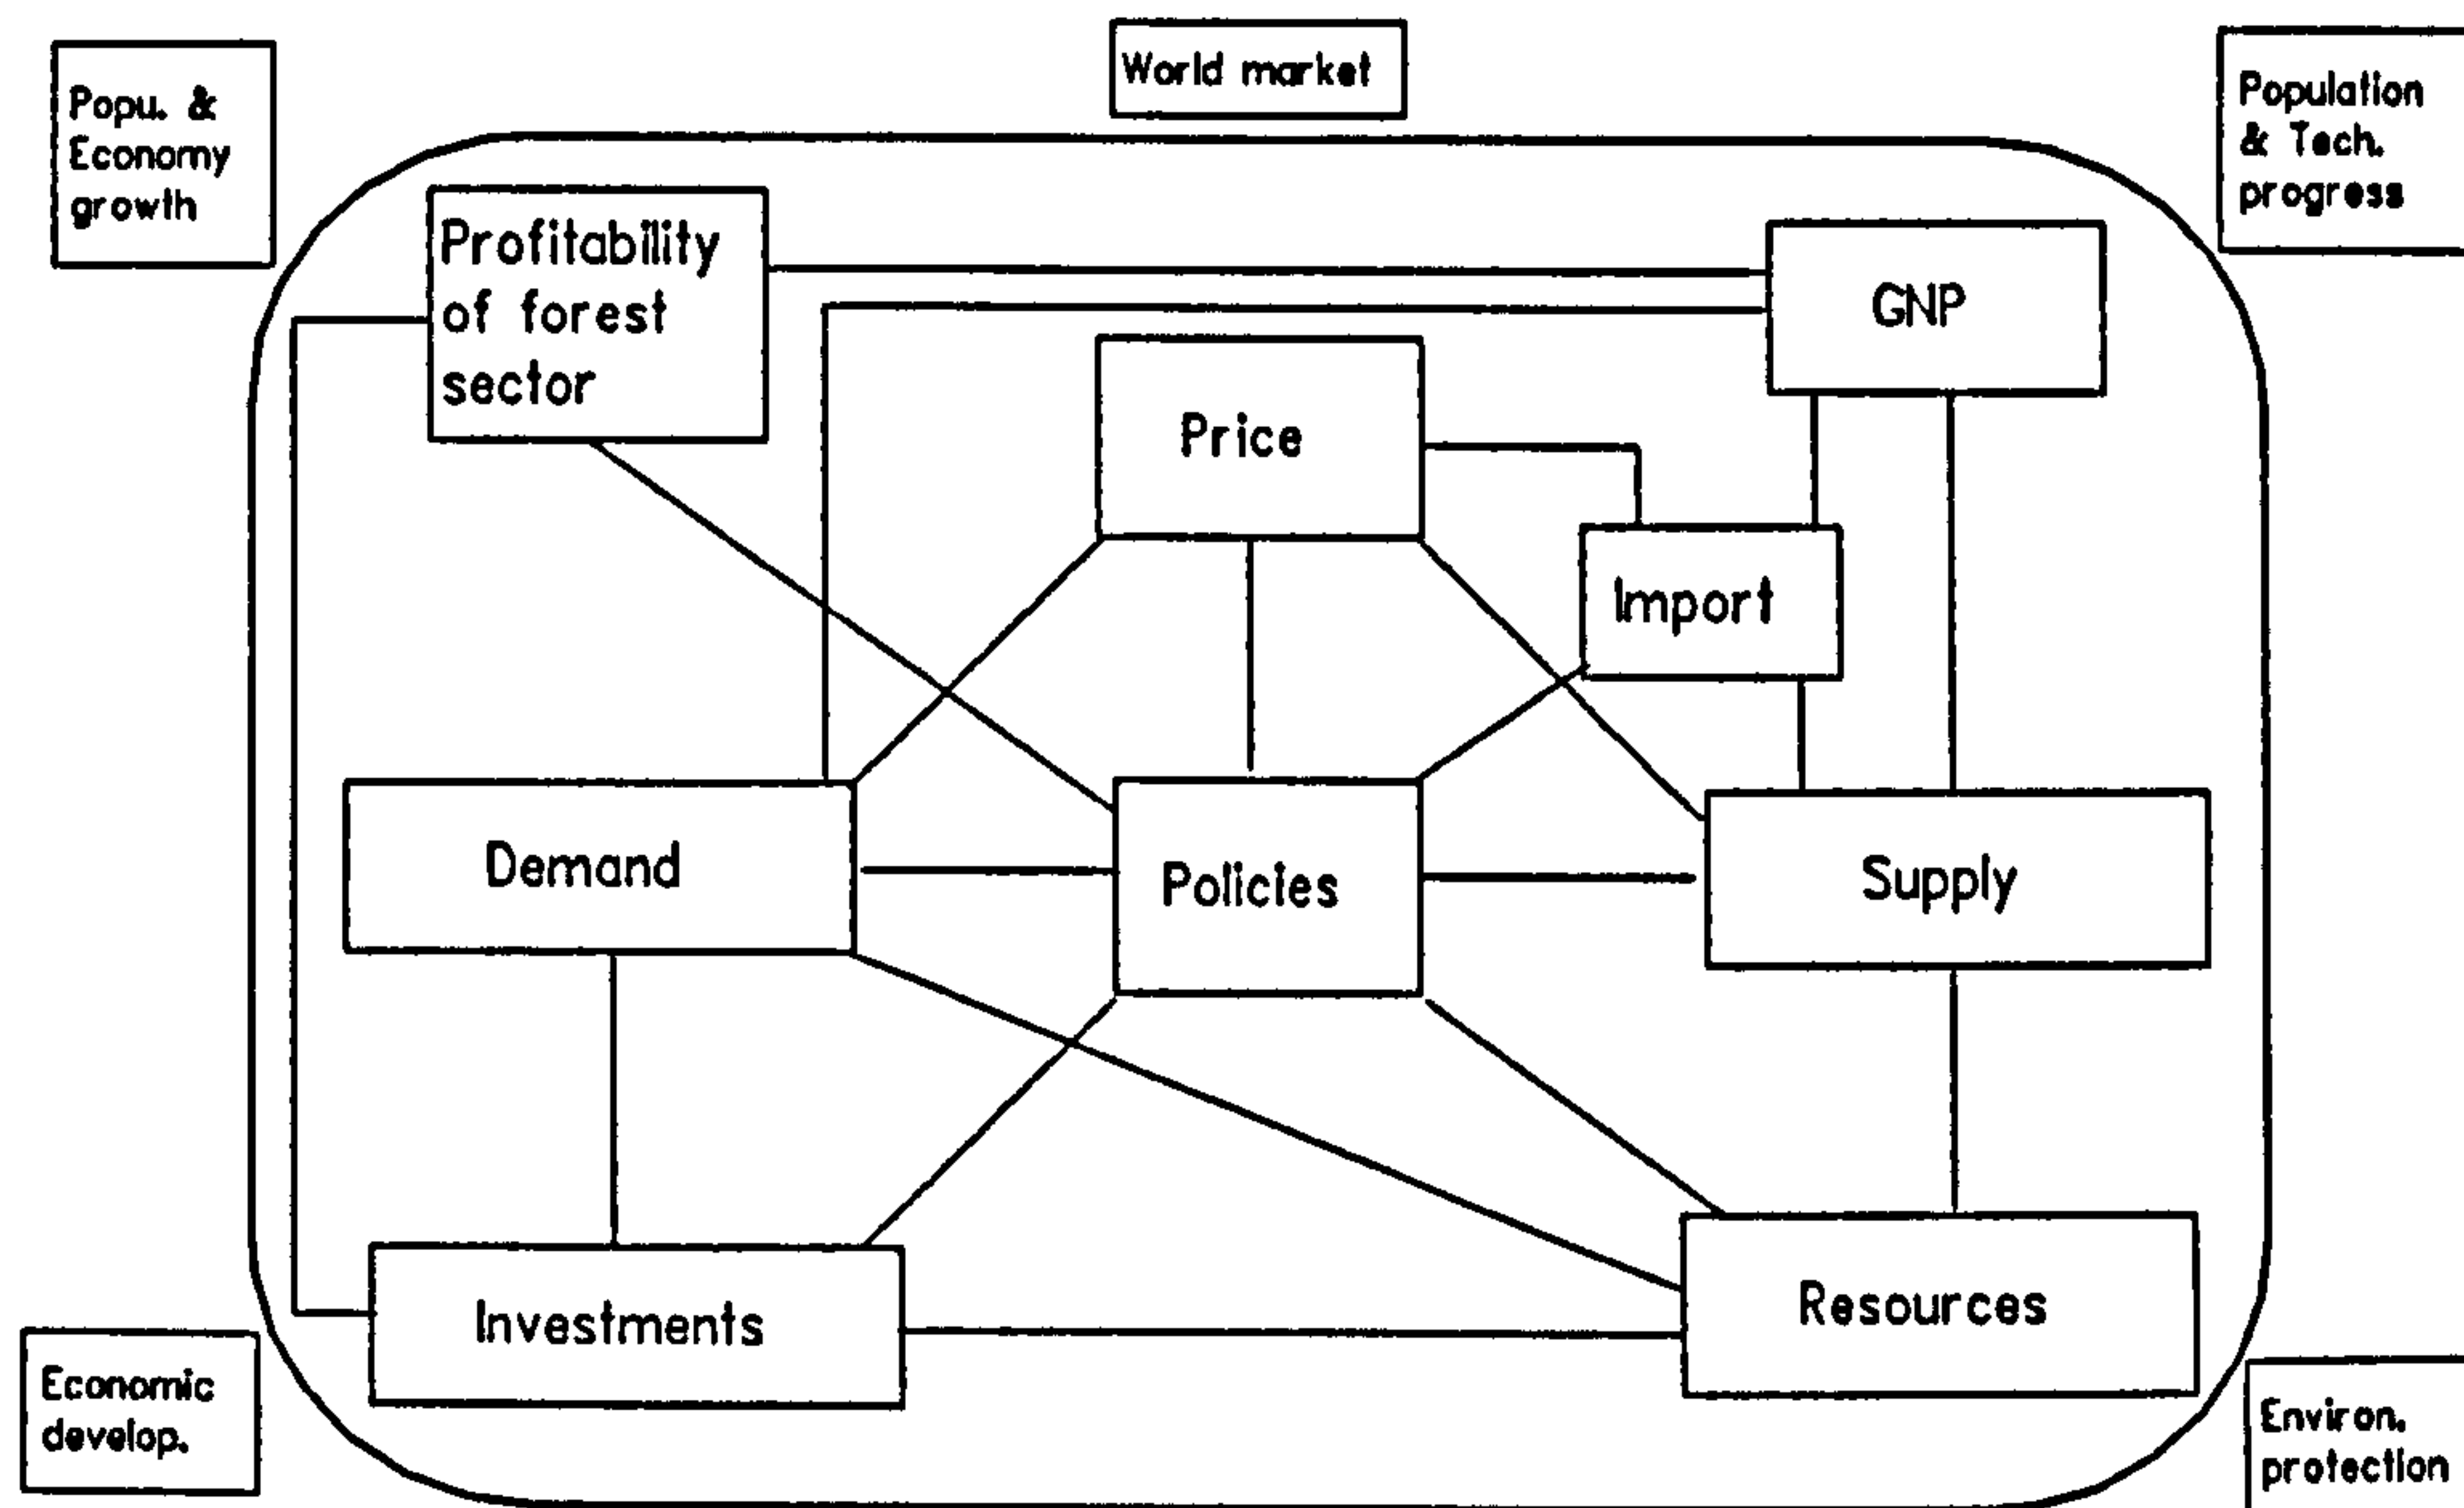 World market
Popu. &
Economy
growth
Population
& Tech.
progress
Profitability
of forest
sector
GNP
Price
Import
Demand
Policies
Supply
Investments
Resources
Economic
develop.
Environ.
protection